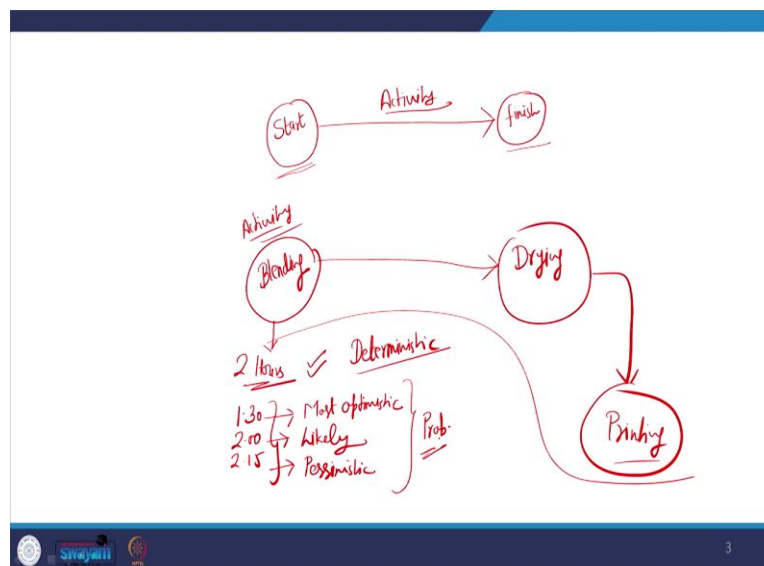 Activity
Start
finish
Activity
Blending
Drying
2 Hours
Deterministic
1.30 → Most optimistic
2.00 → Likely
2.15 → Pessimistic
Prob.
Printing
swayam
3